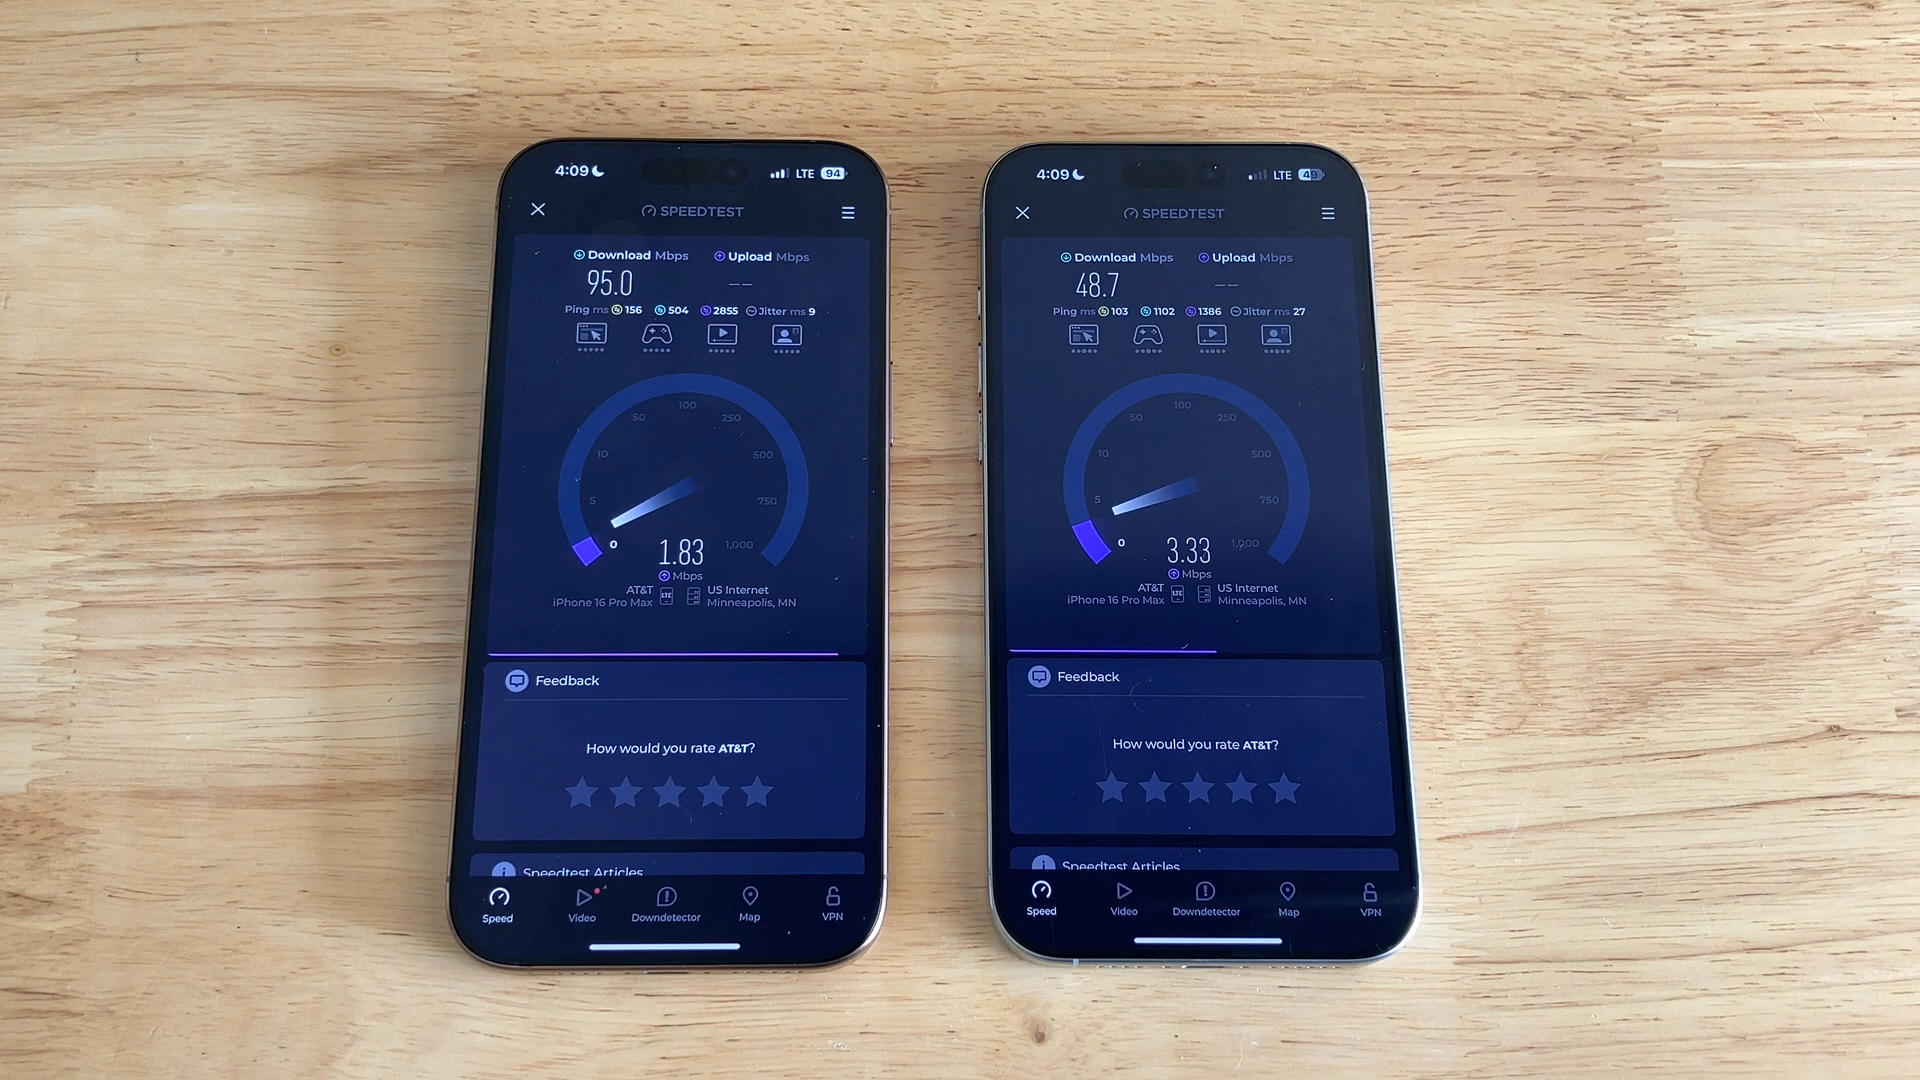 4:09 LTE 94
SPEEDTEST
Download Mbps Upload Mbps
95.0 — —
Ping ms 156 504 2855 Jitter ms 9
100
50 250
10 500
5 750
0 1.83 1,000
Mbps
AT&T LTE US Internet
iPhone 16 Pro Max Minneapolis, MN
Feedback
How would you rate AT&T?
Speedtest Articles
Speed Video Downdetector Map VPN
4:09 LTE 49
SPEEDTEST
Download Mbps Upload Mbps
48.7 — —
Ping ms 103 1102 1386 Jitter ms 27
100
50 250
10 500
5 750
0 3.33 1,000
Mbps
AT&T LTE US Internet
iPhone 16 Pro Max Minneapolis, MN
Feedback
How would you rate AT&T?
Speedtest Articles
Speed Video Downdetector Map VPN